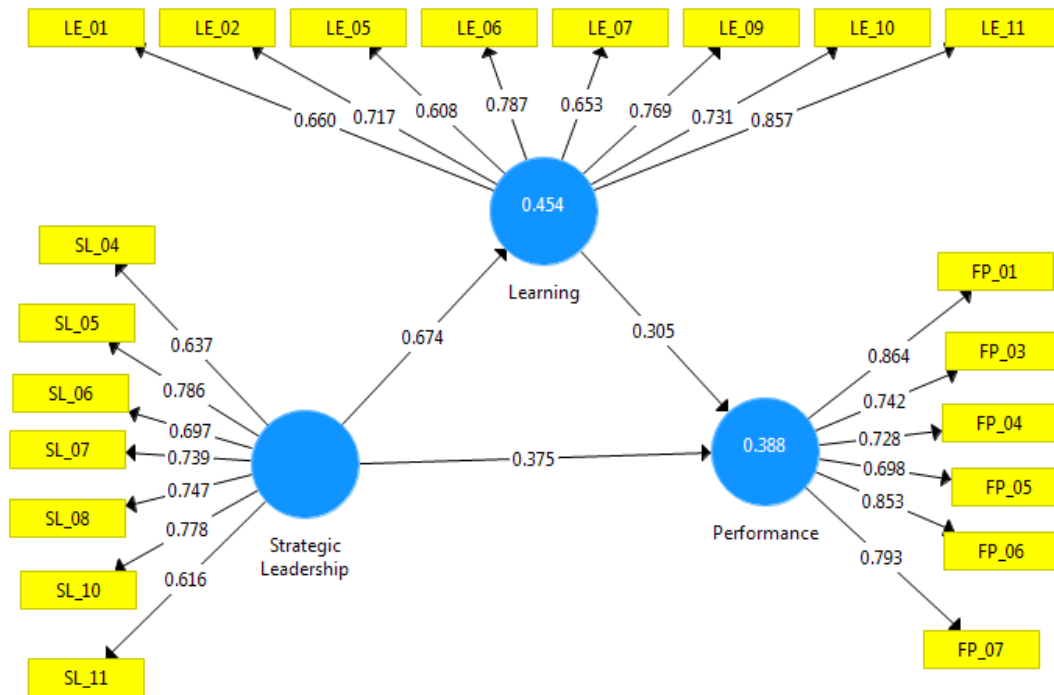 LE_01
LE_02
LE_05
LE_06
LE_07
LE_09
LE_10
LE_11
0.660
0.717
0.608
0.787
0.653
0.769
0.731
0.857
0.454
Learning
SL_04
SL_05
SL_06
SL_07
SL_08
SL_10
SL_11
0.637
0.786
0.697
0.739
0.747
0.778
0.616
Strategic
Leadership
0.674
0.305
0.375
0.388
Performance
0.864
0.742
0.728
0.698
0.853
0.793
FP_01
FP_03
FP_04
FP_05
FP_06
FP_07